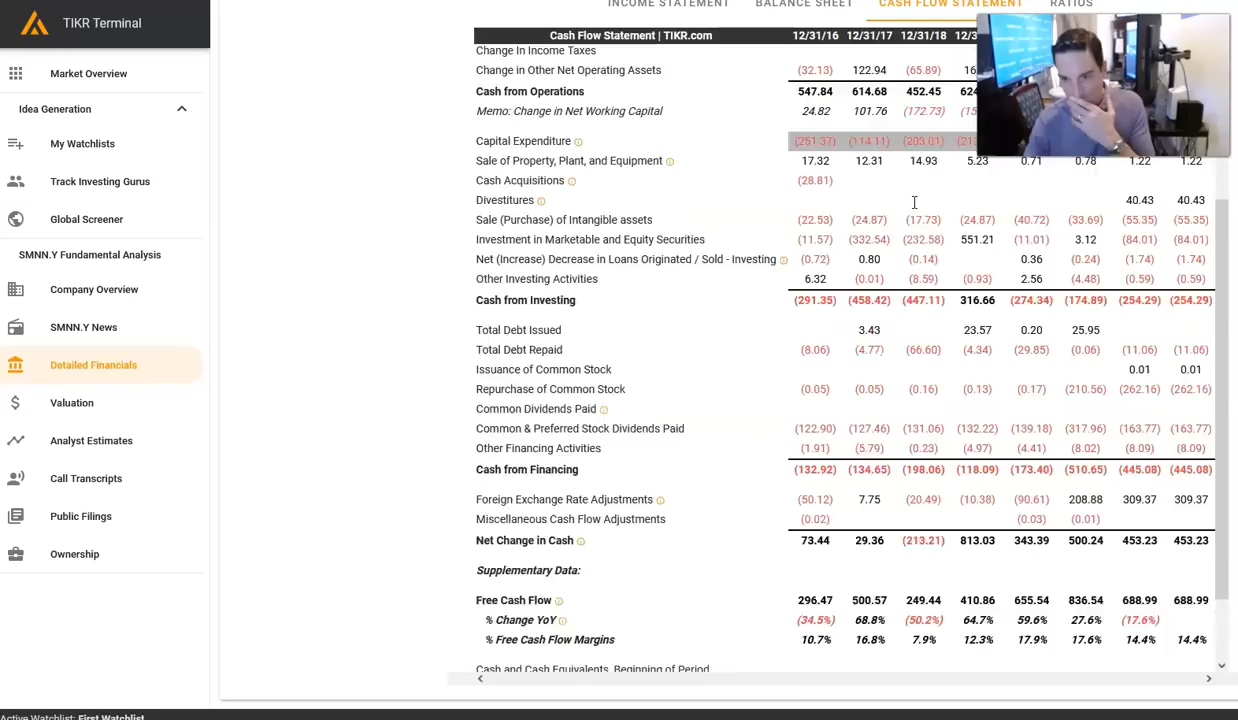 TIKR Terminal
Market Overview
Idea Generation
My Watchlists
Track Investing Gurus
Global Screener
SMNN.Y Fundamental Analysis
Company Overview
SMNN.Y News
Detailed Financials
Valuation
Analyst Estimates
Call Transcripts
Public Filings
Ownership
Active Watchlist: First Watchlist
INCOME STATEMENT BALANCE SHEET CASH FLOW STATEMENT RATIOS
Cash Flow Statement | TIKR.com 12/31/16 12/31/17 12/31/18 12/3
Change In Income Taxes
Change in Other Net Operating Assets (32.13) 122.94 (65.89) 16
Cash from Operations 547.84 614.68 452.45 624
Memo: Change in Net Working Capital 24.82 101.76 (172.73) (15
Capital Expenditure (251.37) (114.11) (203.01) (213
Sale of Property, Plant, and Equipment 17.32 12.31 14.93 5.23 0.71 0.78 1.22 1.22
Cash Acquisitions (28.81)
Divestitures 40.43 40.43
Sale (Purchase) of Intangible assets (22.53) (24.87) (17.73) (24.87) (40.72) (33.69) (55.35) (55.35)
Investment in Marketable and Equity Securities (11.57) (332.54) (232.58) 551.21 (11.01) 3.12 (84.01) (84.01)
Net (Increase) Decrease in Loans Originated / Sold - Investing (0.72) 0.80 (0.14) 0.36 (0.24) (1.74) (1.74)
Other Investing Activities 6.32 (0.01) (8.59) (0.93) 2.56 (4.48) (0.59) (0.59)
Cash from Investing (291.35) (458.42) (447.11) 316.66 (274.34) (174.89) (254.29) (254.29)
Total Debt Issued 3.43 23.57 0.20 25.95
Total Debt Repaid (8.06) (4.77) (66.60) (4.34) (29.85) (0.06) (11.06) (11.06)
Issuance of Common Stock 0.01 0.01
Repurchase of Common Stock (0.05) (0.05) (0.16) (0.13) (0.17) (210.56) (262.16) (262.16)
Common Dividends Paid
Common & Preferred Stock Dividends Paid (122.90) (127.46) (131.06) (132.22) (139.18) (317.96) (163.77) (163.77)
Other Financing Activities (1.91) (5.79) (0.23) (4.97) (4.41) (8.02) (8.09) (8.09)
Cash from Financing (132.92) (134.65) (198.06) (118.09) (173.40) (510.65) (445.08) (445.08)
Foreign Exchange Rate Adjustments (50.12) 7.75 (20.49) (10.38) (90.61) 208.88 309.37 309.37
Miscellaneous Cash Flow Adjustments (0.02) (0.03) (0.01)
Net Change in Cash 73.44 29.36 (213.21) 813.03 343.39 500.24 453.23 453.23
Supplementary Data:
Free Cash Flow 296.47 500.57 249.44 410.86 655.54 836.54 688.99 688.99
% Change YoY (34.5%) 68.8% (50.2%) 64.7% 59.6% 27.6% (17.6%)
% Free Cash Flow Margins 10.7% 16.8% 7.9% 12.3% 17.9% 17.6% 14.4% 14.4%
Cash and Cash Equivalents, Beginning of Period